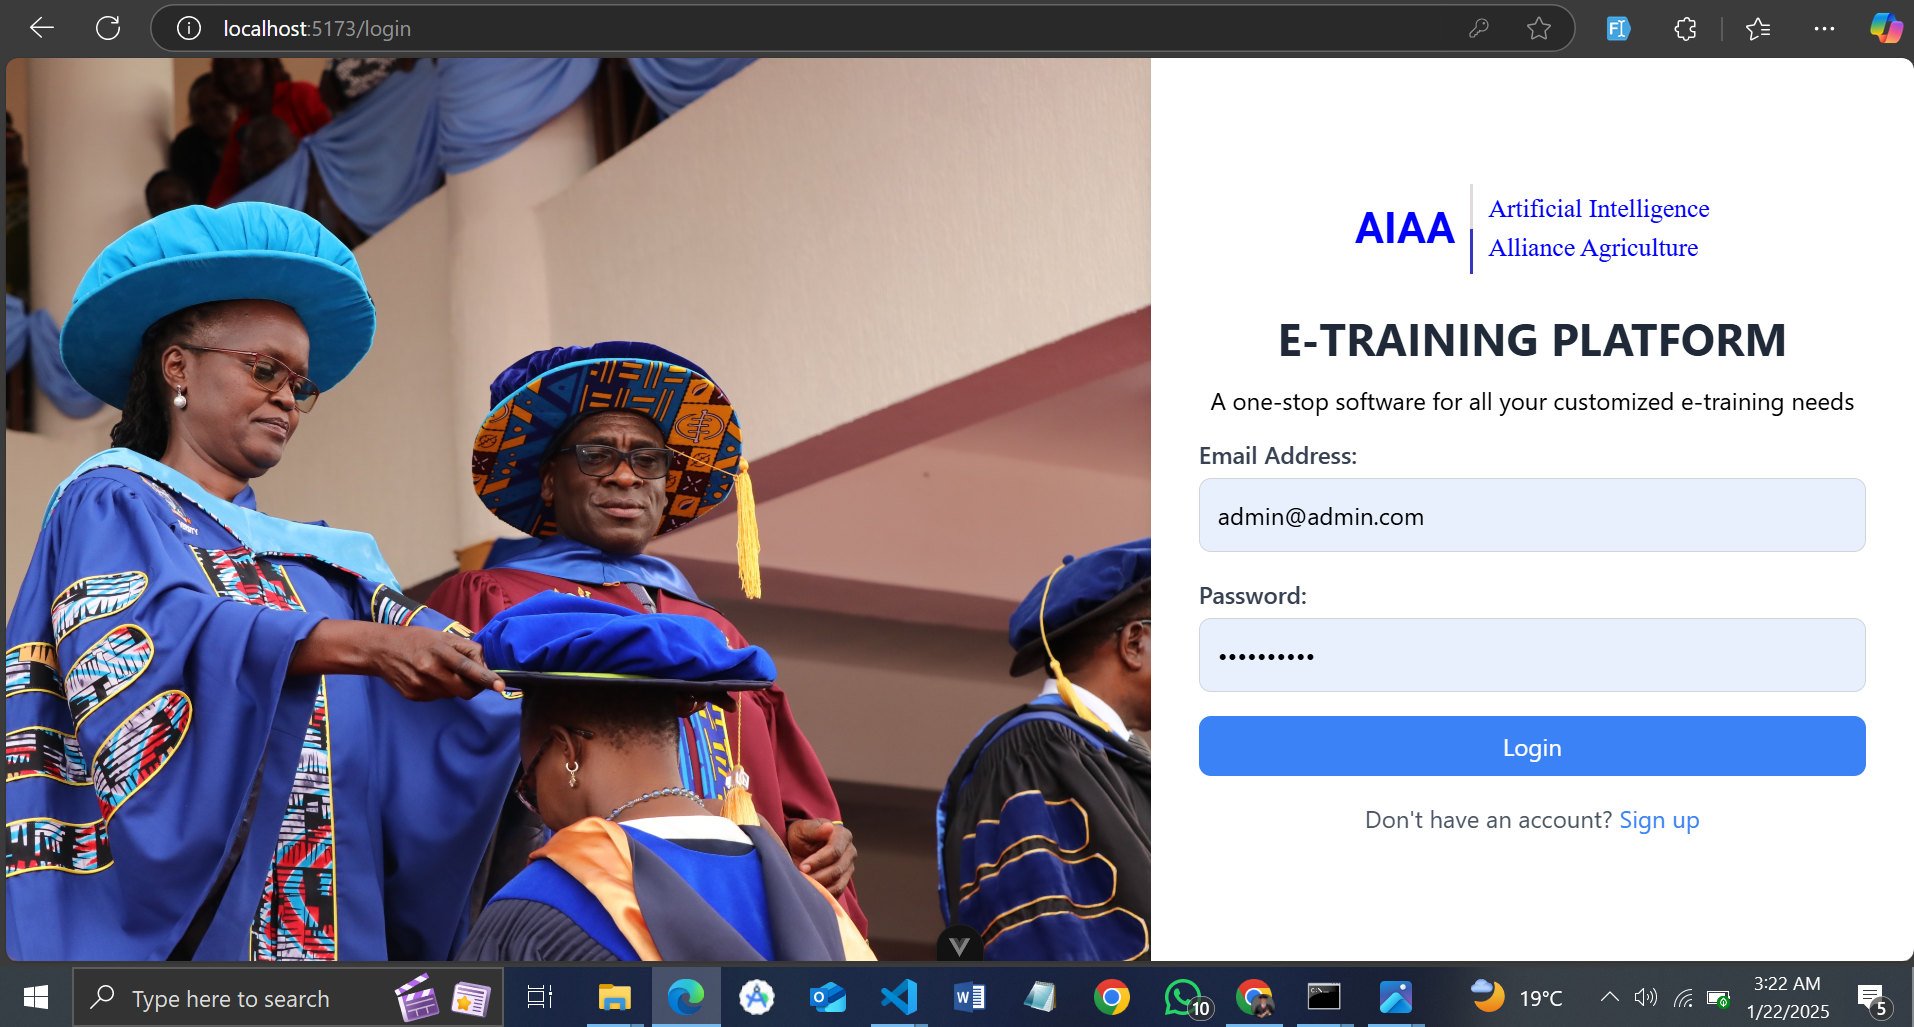 localhost:5173/login
AIAA
Artificial Intelligence
Alliance Agriculture
E-TRAINING PLATFORM
A one-stop software for all your customized e-training needs
Email Address:
admin@admin.com
Password:
••••••••••
Login
Don't have an account? Sign up
Type here to search
10
19°C
3:22 AM
1/22/2025
5